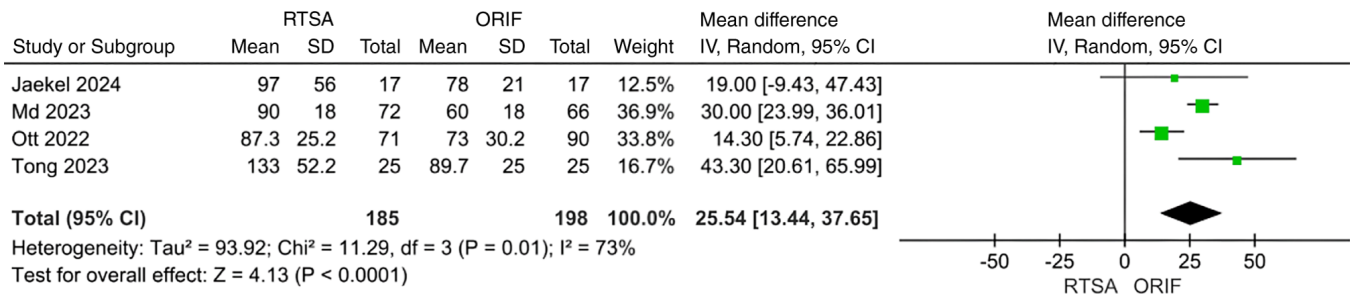 RTSA ORIF Mean difference Mean difference
Study or Subgroup Mean SD Total Mean SD Total Weight IV, Random, 95% CI IV, Random, 95% CI
Jaekel 2024 97 56 17 78 21 17 12.5% 19.00 [-9.43, 47.43]
Md 2023 90 18 72 60 18 66 36.9% 30.00 [23.99, 36.01]
Ott 2022 87.3 25.2 71 73 30.2 90 33.8% 14.30 [5.74, 22.86]
Tong 2023 133 52.2 25 89.7 25 25 16.7% 43.30 [20.61, 65.99]
Total (95% CI) 185 198 100.0% 25.54 [13.44, 37.65]
Heterogeneity: Tau² = 93.92; Chi² = 11.29, df = 3 (P = 0.01); I² = 73%
Test for overall effect: Z = 4.13 (P < 0.0001)
-50 -25 0 25 50
RTSA ORIF